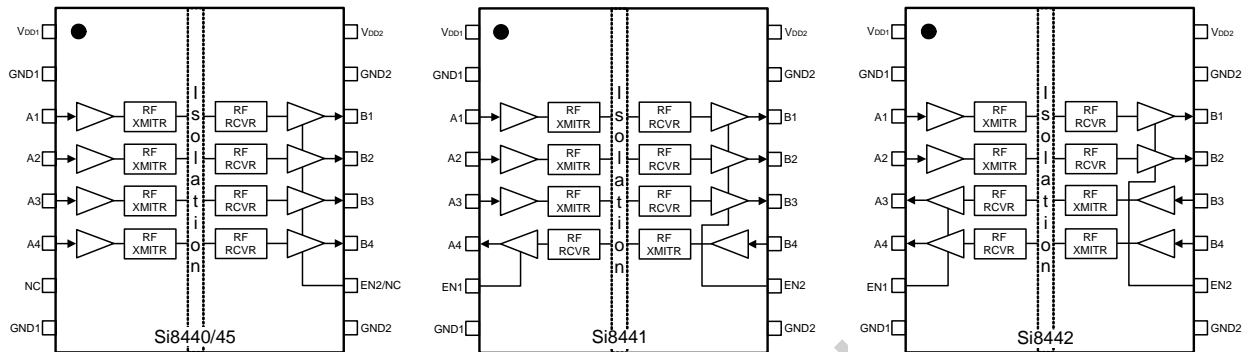 VDD1
VDD2
GND1
GND2
A1
RF XMITR
RF RCVR
B1
A2
RF XMITR
RF RCVR
B2
A3
RF XMITR
RF RCVR
B3
A4
RF XMITR
RF RCVR
B4
NC
EN2/NC
GND1
GND2
Isolation
Si8440/45
VDD1
VDD2
GND1
GND2
A1
RF XMITR
RF RCVR
B1
A2
RF XMITR
RF RCVR
B2
A3
RF XMITR
RF RCVR
B3
A4
RF RCVR
RF XMITR
B4
EN1
EN2
GND1
GND2
Isolation
Si8441
VDD1
VDD2
GND1
GND2
A1
RF XMITR
RF RCVR
B1
A2
RF XMITR
RF RCVR
B2
A3
RF RCVR
RF XMITR
B3
A4
RF RCVR
RF XMITR
B4
EN1
EN2
GND1
GND2
Isolation
Si8442